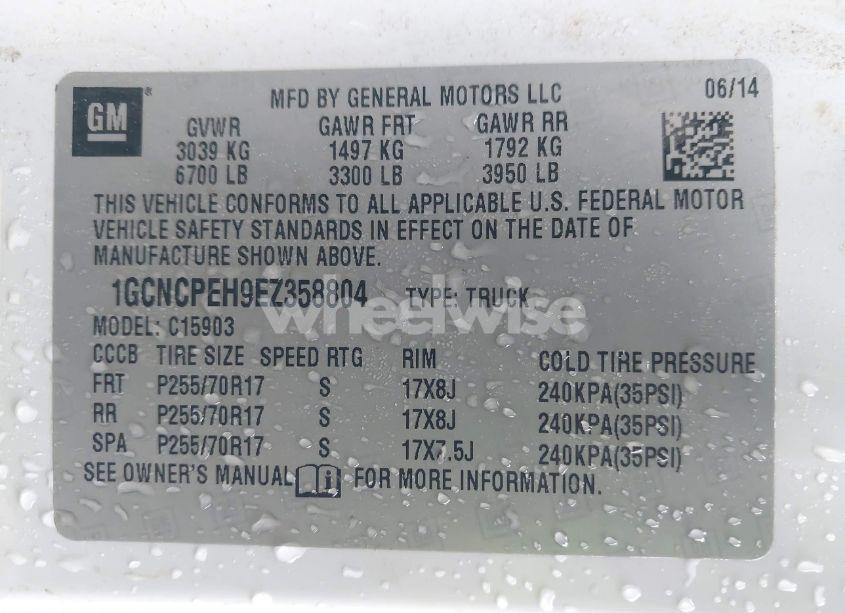 GM
MFD BY GENERAL MOTORS LLC 06/14
GVWR GAWR FRT GAWR RR
3039 KG 1497 KG 1792 KG
6700 LB 3300 LB 3950 LB
THIS VEHICLE CONFORMS TO ALL APPLICABLE U.S. FEDERAL MOTOR
VEHICLE SAFETY STANDARDS IN EFFECT ON THE DATE OF
MANUFACTURE SHOWN ABOVE.
1GCNCPEH9EZ358804 TYPE: TRUCK
wheelwise
MODEL: C15903
CCCB TIRE SIZE SPEED RTG RIM COLD TIRE PRESSURE
FRT P255/70R17 S 17X8J 240KPA(35PSI)
RR P255/70R17 S 17X8J 240KPA(35PSI)
SPA P255/70R17 S 17X7.5J 240KPA(35PSI)
SEE OWNER'S MANUAL i FOR MORE INFORMATION.